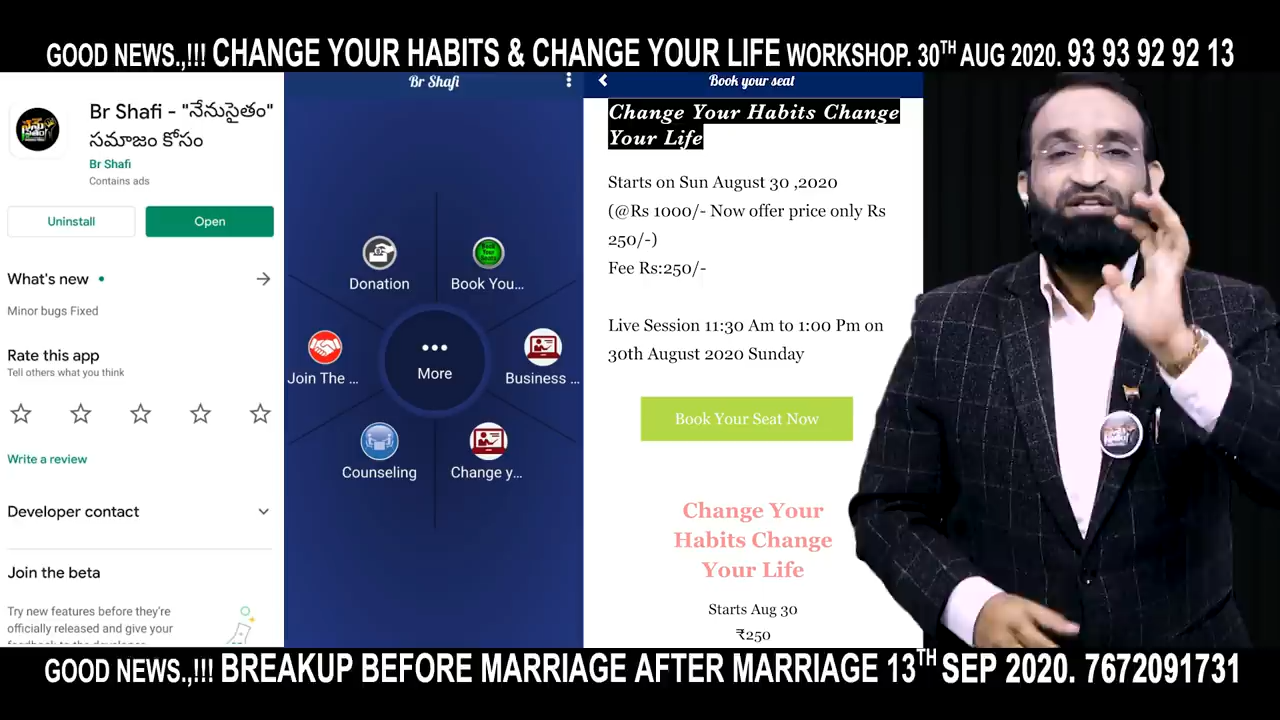 GOOD NEWS.,!!! CHANGE YOUR HABITS & CHANGE YOUR LIFE WORKSHOP. 30TH AUG 2020. 93 93 92 92 13
Br Shafi - "నేనుసైతం"
సమాజం కోసం
Br Shafi
Contains ads
Uninstall
Open
What's new
Minor bugs Fixed
Rate this app
Tell others what you think
Write a review
Developer contact
Join the beta
Try new features before they're
officially released and give your
Br Shafi
Donation
Book You...
Join The ...
More
Business ...
Counseling
Change y...
Book your seat
Change Your Habits Change
Your Life
Starts on Sun August 30 ,2020
(@Rs 1000/- Now offer price only Rs
250/-)
Fee Rs:250/-
Live Session 11:30 Am to 1:00 Pm on
30th August 2020 Sunday
Book Your Seat Now
Change Your
Habits Change
Your Life
Starts Aug 30
₹250
GOOD NEWS.,!!! BREAKUP BEFORE MARRIAGE AFTER MARRIAGE 13TH SEP 2020. 7672091731